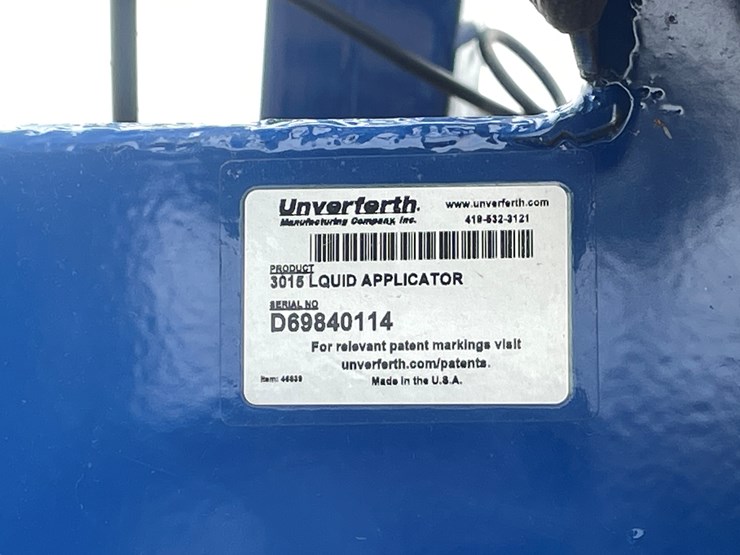 Unverferth.
Manufacturing Company, Inc.
www.unverferth.com
419-532-3121
PRODUCT
3015 LQUID APPLICATOR
SERIAL NO
D69840114
For relevant patent markings visit
unverferth.com/patents.
Made in the U.S.A.